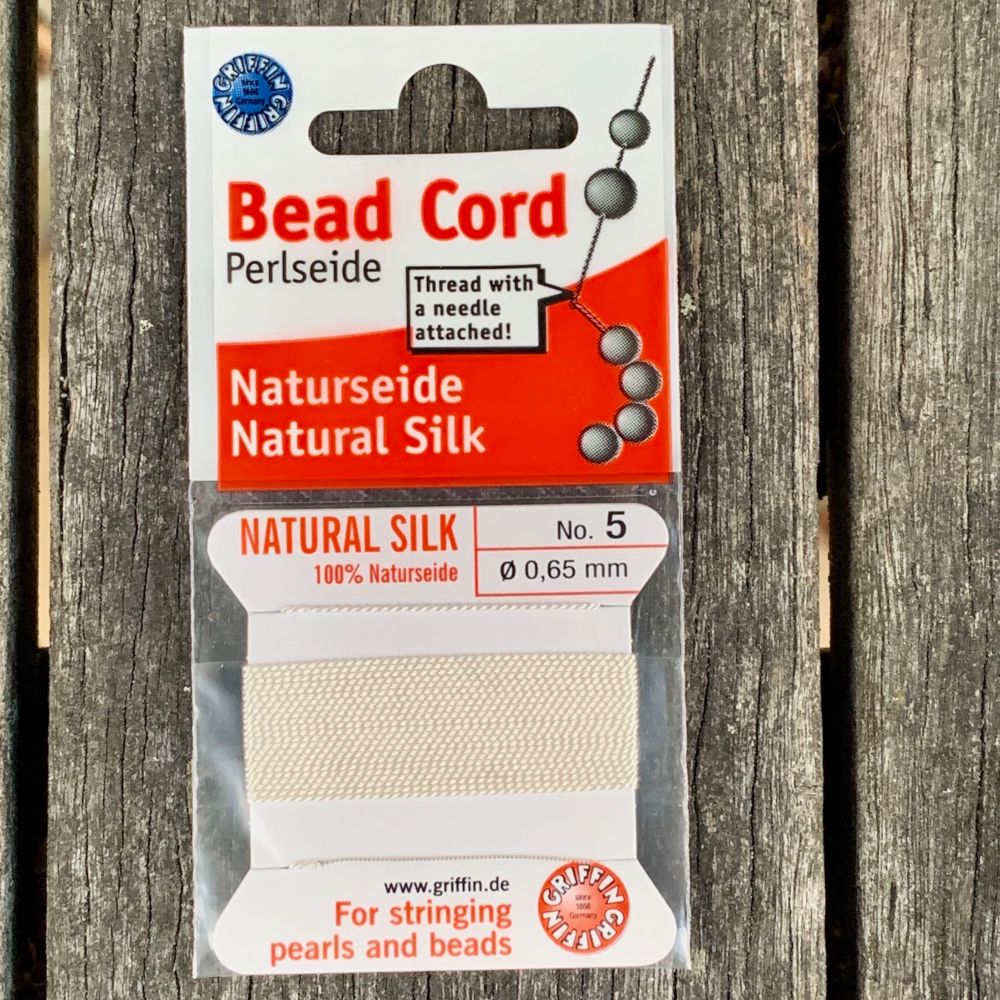 GRIFFIN GRIFFIN
since
1866
Germany
Bead Cord
Perlseide
Thread with
a needle
attached!
Naturseide
Natural Silk
NATURAL SILK
100% Naturseide
No. 5
Ø 0,65 mm
www.griffin.de
For stringing
pearls and beads
GRIFFIN GRIFFIN
since
1866
Germany